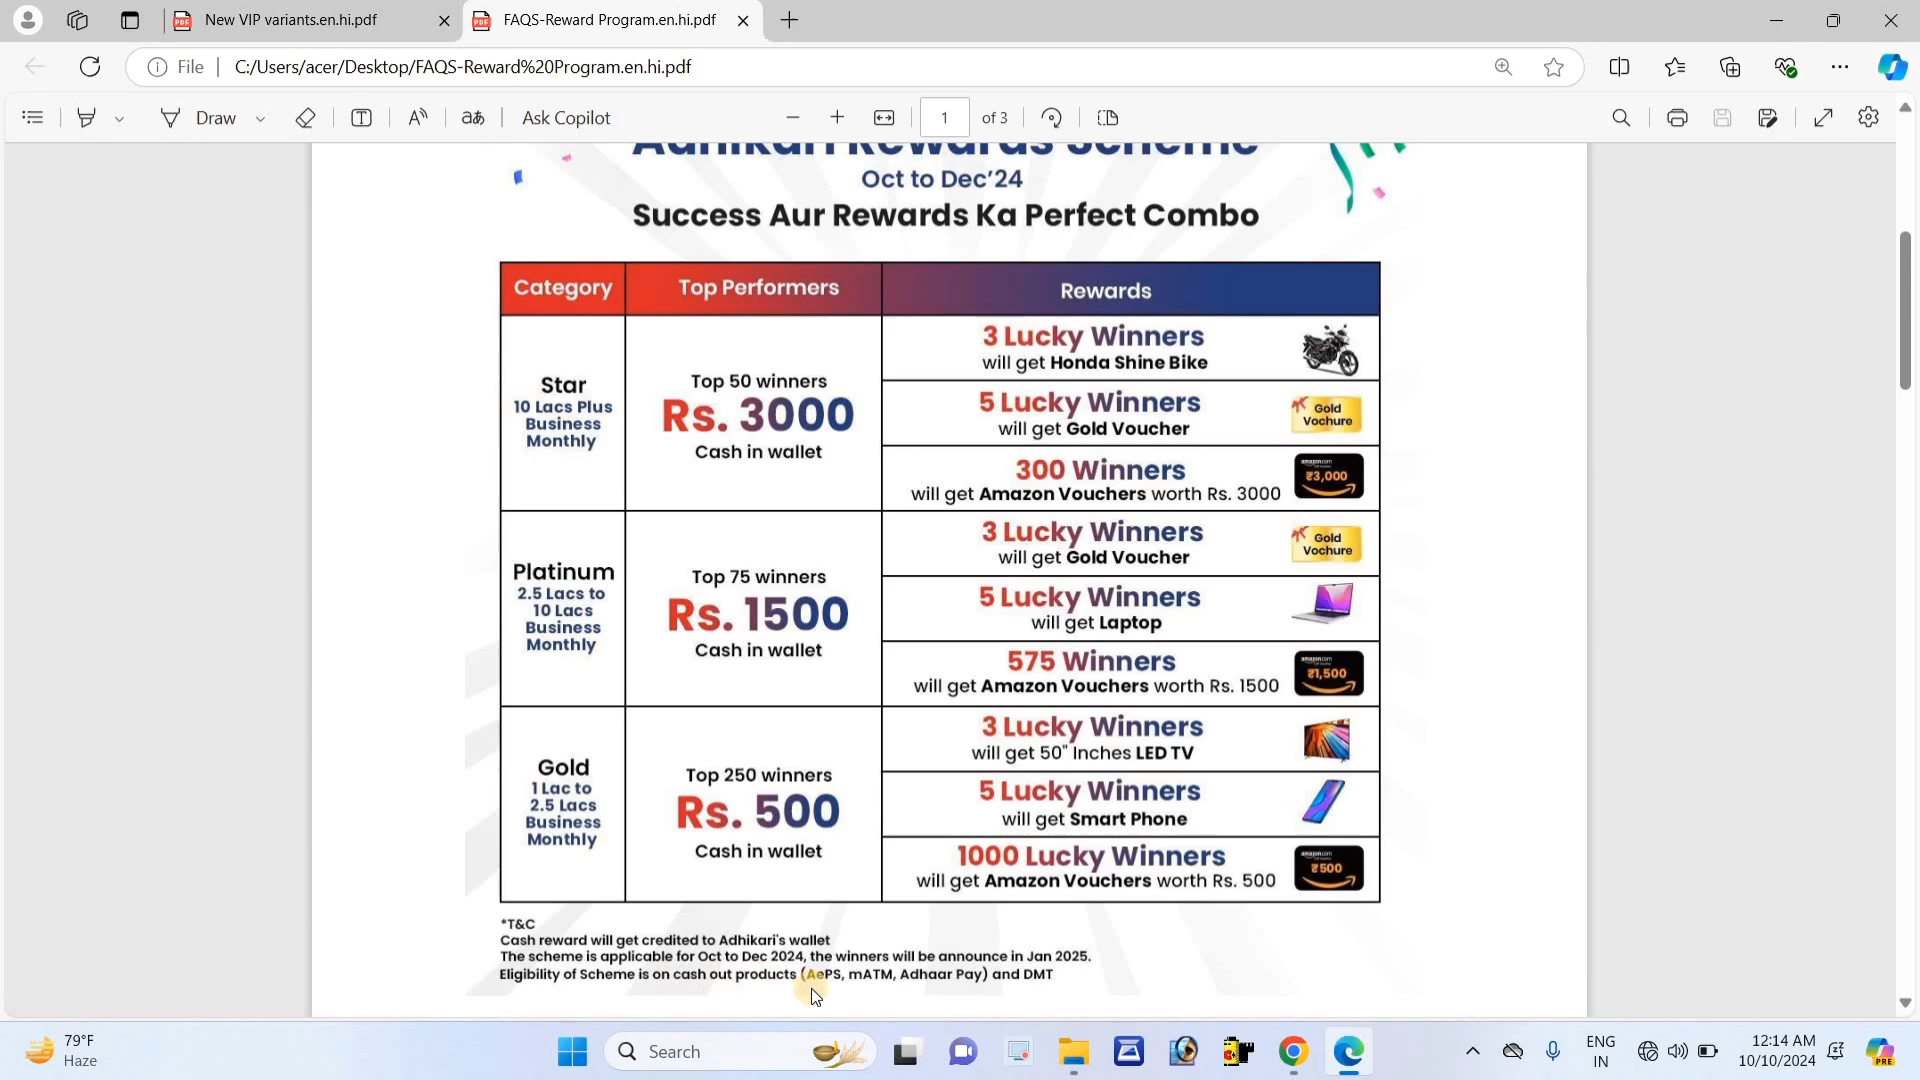 New VIP variants.en.hi.pdf
FAQS-Reward Program.en.hi.pdf
File
C:/Users/acer/Desktop/FAQS-Reward%20Program.en.hi.pdf
Draw
Ask Copilot
1 of 3
Adhikari Rewards Scheme
Oct to Dec'24
Success Aur Rewards Ka Perfect Combo
Category
Top Performers
Rewards
Star
10 Lacs Plus
Business
Monthly
Top 50 winners
Rs. 3000
Cash in wallet
3 Lucky Winners
will get Honda Shine Bike
5 Lucky Winners
will get Gold Voucher
Gold
Vochure
300 Winners
will get Amazon Vouchers worth Rs. 3000
amazon.com
₹3,000
Platinum
2.5 Lacs to
10 Lacs
Business
Monthly
Top 75 winners
Rs. 1500
Cash in wallet
3 Lucky Winners
will get Gold Voucher
Gold
Vochure
5 Lucky Winners
will get Laptop
575 Winners
will get Amazon Vouchers worth Rs. 1500
amazon.com
₹1,500
Gold
1 Lac to
2.5 Lacs
Business
Monthly
Top 250 winners
Rs. 500
Cash in wallet
3 Lucky Winners
will get 50" Inches LED TV
5 Lucky Winners
will get Smart Phone
1000 Lucky Winners
will get Amazon Vouchers worth Rs. 500
amazon.com
₹500
*T&C
Cash reward will get credited to Adhikari's wallet
The scheme is applicable for Oct to Dec 2024, the winners will be announce in Jan 2025.
Eligibility of Scheme is on cash out products (AePS, mATM, Adhaar Pay) and DMT
79°F
Haze
Search
ENG
IN
12:14 AM
10/10/2024